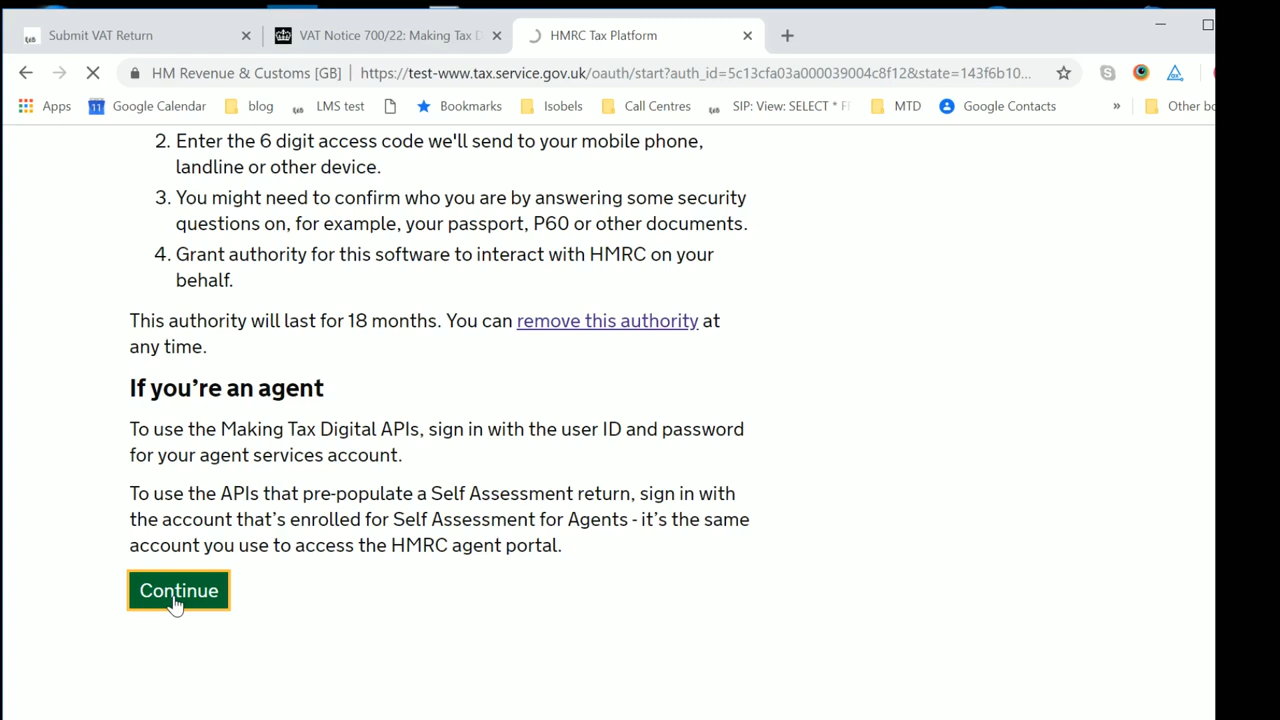 Submit VAT Return
VAT Notice 700/22: Making Tax D
HMRC Tax Platform
HM Revenue & Customs [GB] | https://test-www.tax.service.gov.uk/oauth/start?auth_id=5c13cfa03a000039004c8f12&state=143f6b10...
Apps
11
Google Calendar
blog
LMS test
Bookmarks
Isobels
Call Centres
SIP: View: SELECT * F
MTD
Google Contacts
»
Other bo
2. Enter the 6 digit access code we'll send to your mobile phone,
landline or other device.
3. You might need to confirm who you are by answering some security
questions on, for example, your passport, P60 or other documents.
4. Grant authority for this software to interact with HMRC on your
behalf.
This authority will last for 18 months. You can remove this authority at
any time.
If you’re an agent
To use the Making Tax Digital APIs, sign in with the user ID and password
for your agent services account.
To use the APIs that pre-populate a Self Assessment return, sign in with
the account that’s enrolled for Self Assessment for Agents - it’s the same
account you use to access the HMRC agent portal.
Continue